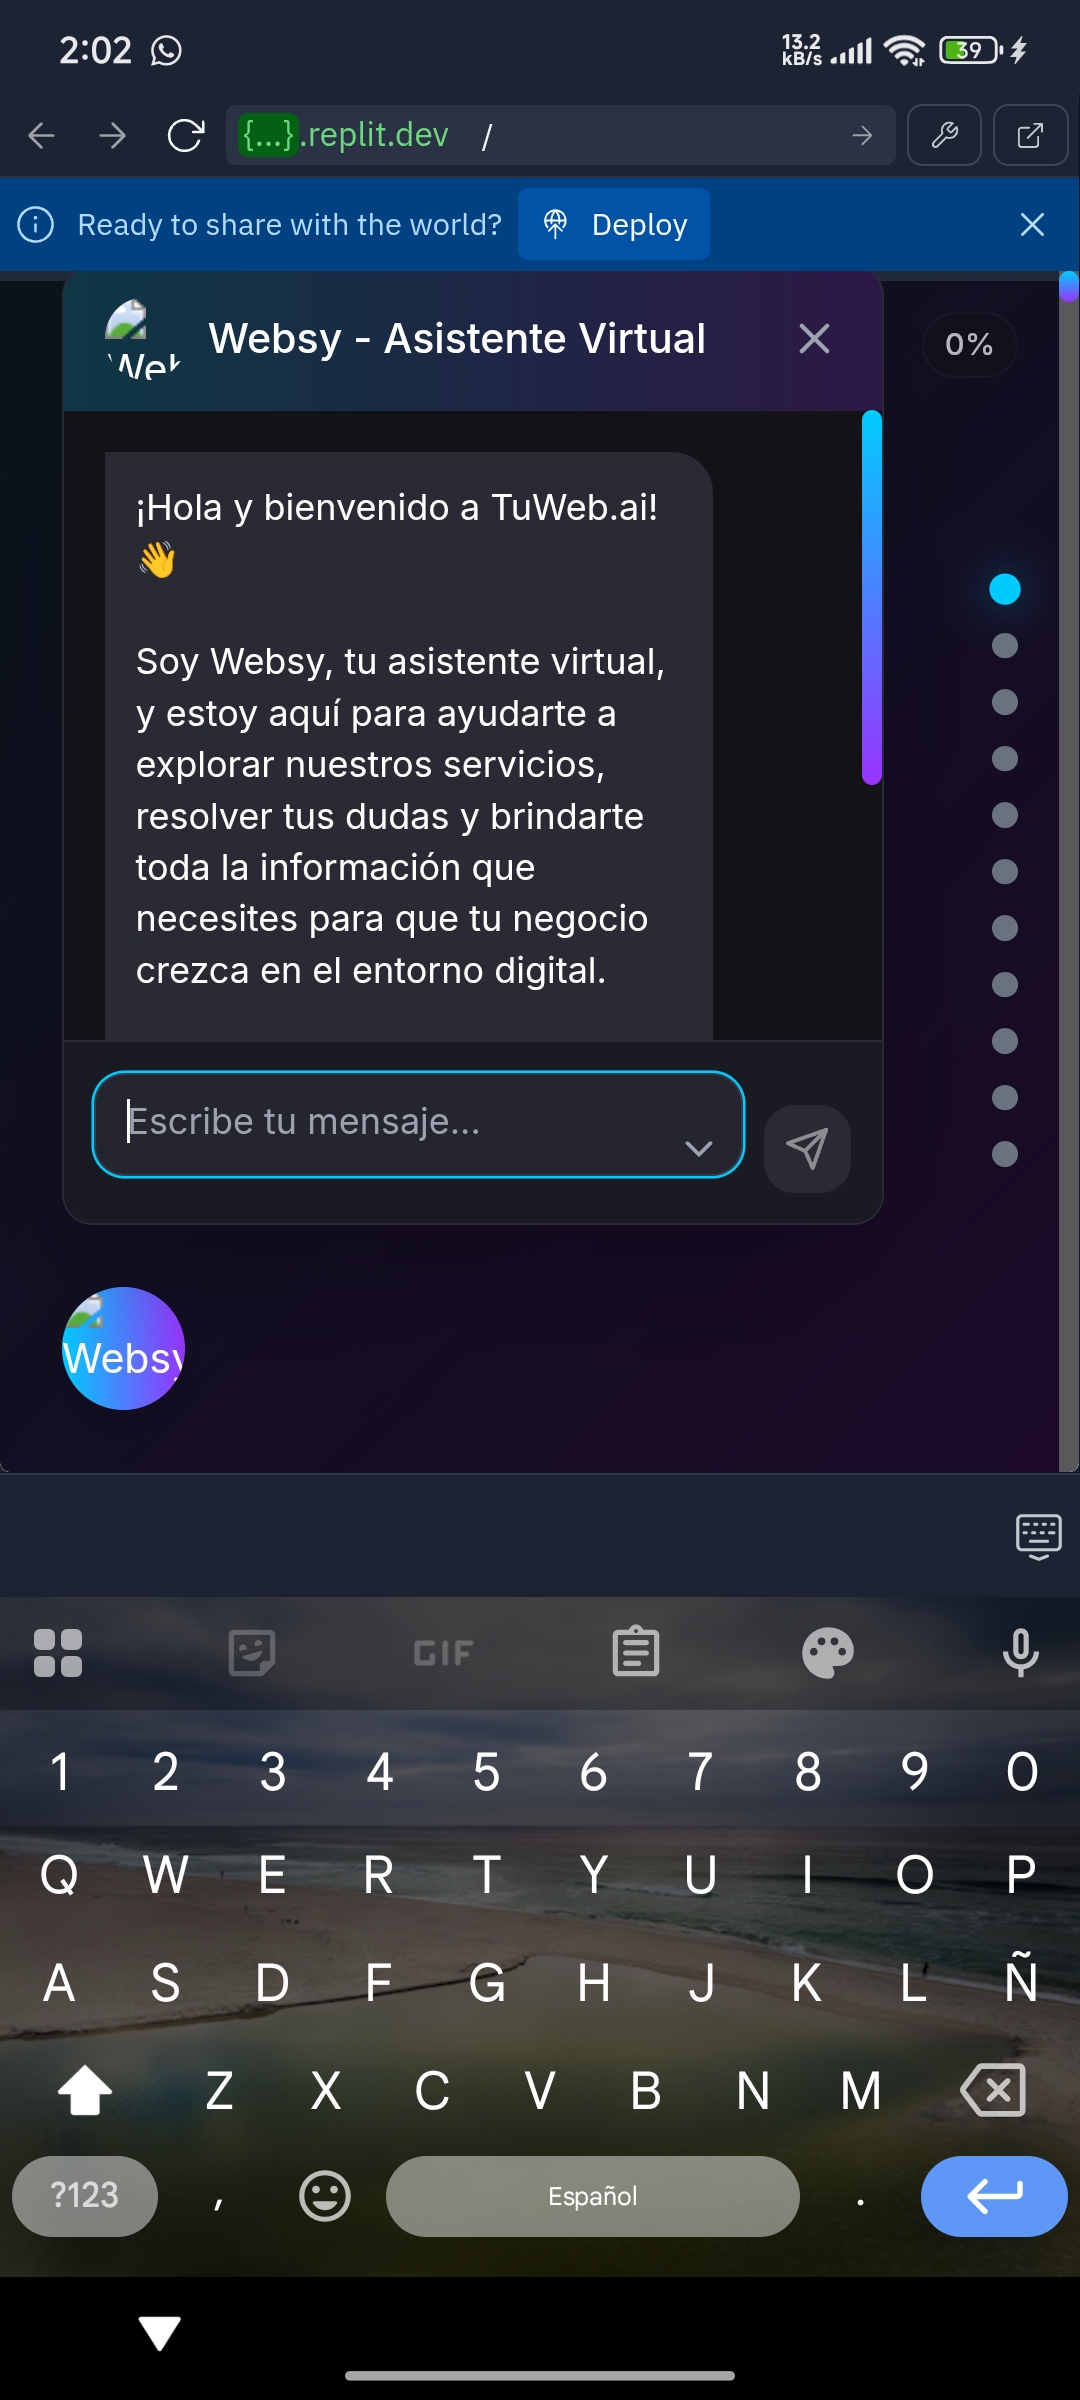 2:02
13.2
kB/s
39
{...}.replit.dev /
Ready to share with the world?
Deploy
Websy - Asistente Virtual
0%
¡Hola y bienvenido a TuWeb.ai!
👋
Soy Websy, tu asistente virtual,
y estoy aquí para ayudarte a
explorar nuestros servicios,
resolver tus dudas y brindarte
toda la información que
necesites para que tu negocio
crezca en el entorno digital.
Escribe tu mensaje...
Websy
GIF
1 2 3 4 5 6 7 8 9 0
Q W E R T Y U I O P
A S D F G H J K L Ñ
Z X C V B N M
?123 , Español .